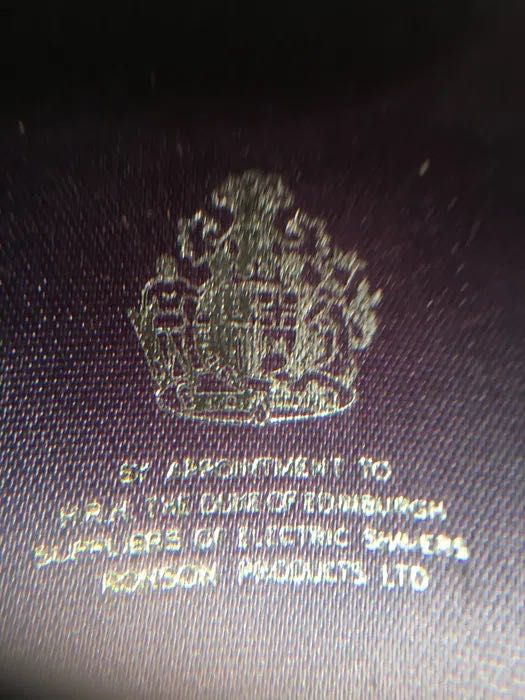 BY APPOINTMENT TO
H.R.H. THE DUKE OF EDINBURGH
SUPPLIERS OF ELECTRIC SHAVERS
RONSON PRODUCTS LTD